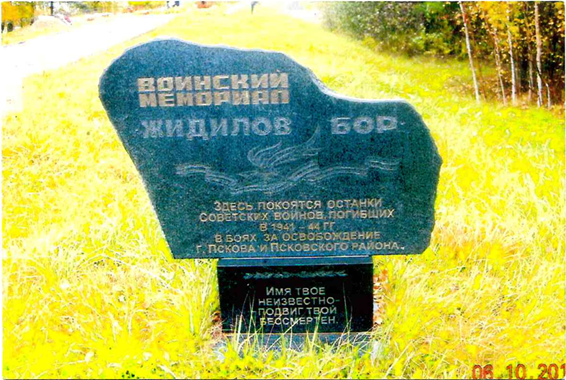 ВОИНСКИЙ
МЕМОРИАЛ
ЖИДИЛОВ БОР
ЗДЕСЬ ПОКОЯТСЯ ОСТАНКИ
СОВЕТСКИХ ВОИНОВ, ПОГИБШИХ
В 1941 - 44 ГГ.
В БОЯХ ЗА ОСВОБОЖДЕНИЕ
Г. ПСКОВА И ПСКОВСКОГО РАЙОНА.
ИМЯ ТВОЕ
НЕИЗВЕСТНО-
-ПОДВИГ ТВОЙ
БЕССМЕРТЕН.